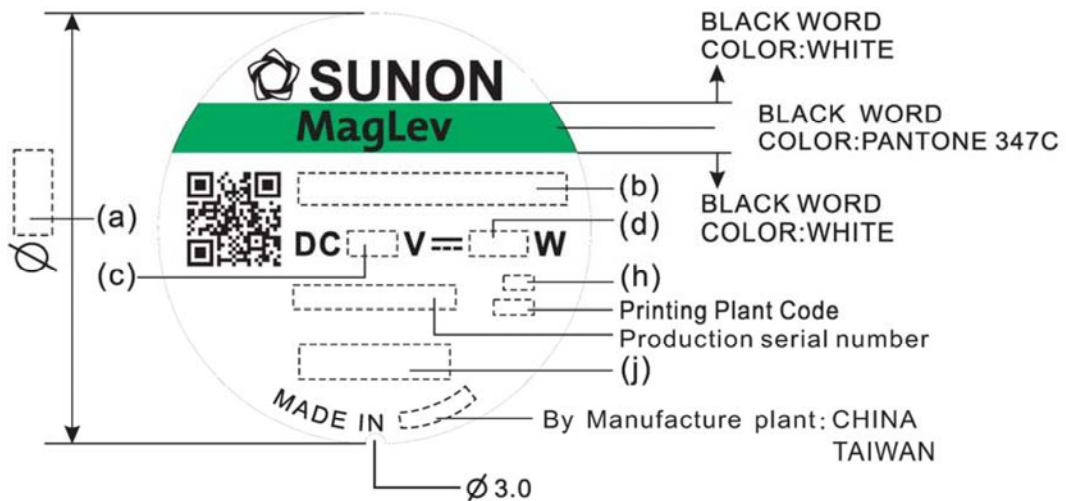 BLACK WORD
COLOR:WHITE
SUNON
MagLev
BLACK WORD
COLOR:PANTONE 347C
(a)
(b)
BLACK WORD
COLOR:WHITE
(d)
DC V W
(c)
(h)
Printing Plant Code
Production serial number
(j)
Ø
MADE IN
By Manufacture plant: CHINA
TAIWAN
Ø 3.0